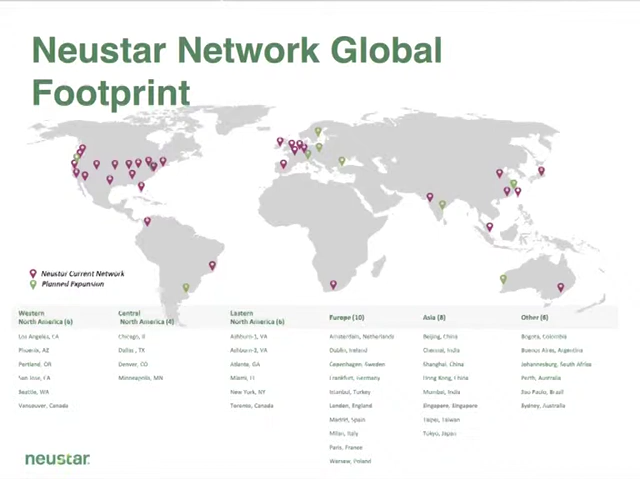 Neustar Network Global
Footprint
Neustar Current Network
Planned Expansion
Western
North America (6)
Central
North America (4)
Eastern
North America (6)
Europe (10)
Asia (8)
Other (8)
Los Angeles, CA
Chicago, Il
Ashburn-1, VA
Amsterdam, Netherlands
Beijing, China
Bogota, Colombia
Phoenix, AZ
Dallas, TX
Ashburn-2, VA
Dublin, Ireland
Chennai, India
Buenos Aires, Argentina
Portland, OR
Denver, CO
Atlanta, GA
Copenhagen, Sweden
Shanghai, China
Johannesburg, South Africa
San Jose, CA
Minneapolis, MN
Miami, Fl
Frankfurt, Germany
Hong Kong, China
Perth, Australia
Seattle, WA
New York, NY
Istanbul, Turkey
Mumbai, India
Sao Paulo, Brazil
Vancouver, Canada
Toronto, Canada
London, England
Singapore, Singapore
Sydney, Australia
Madrid, Spain
Taipei, Taiwan
Milan, Italy
Tokyo, Japan
Paris, France
Warsaw, Poland
neustar